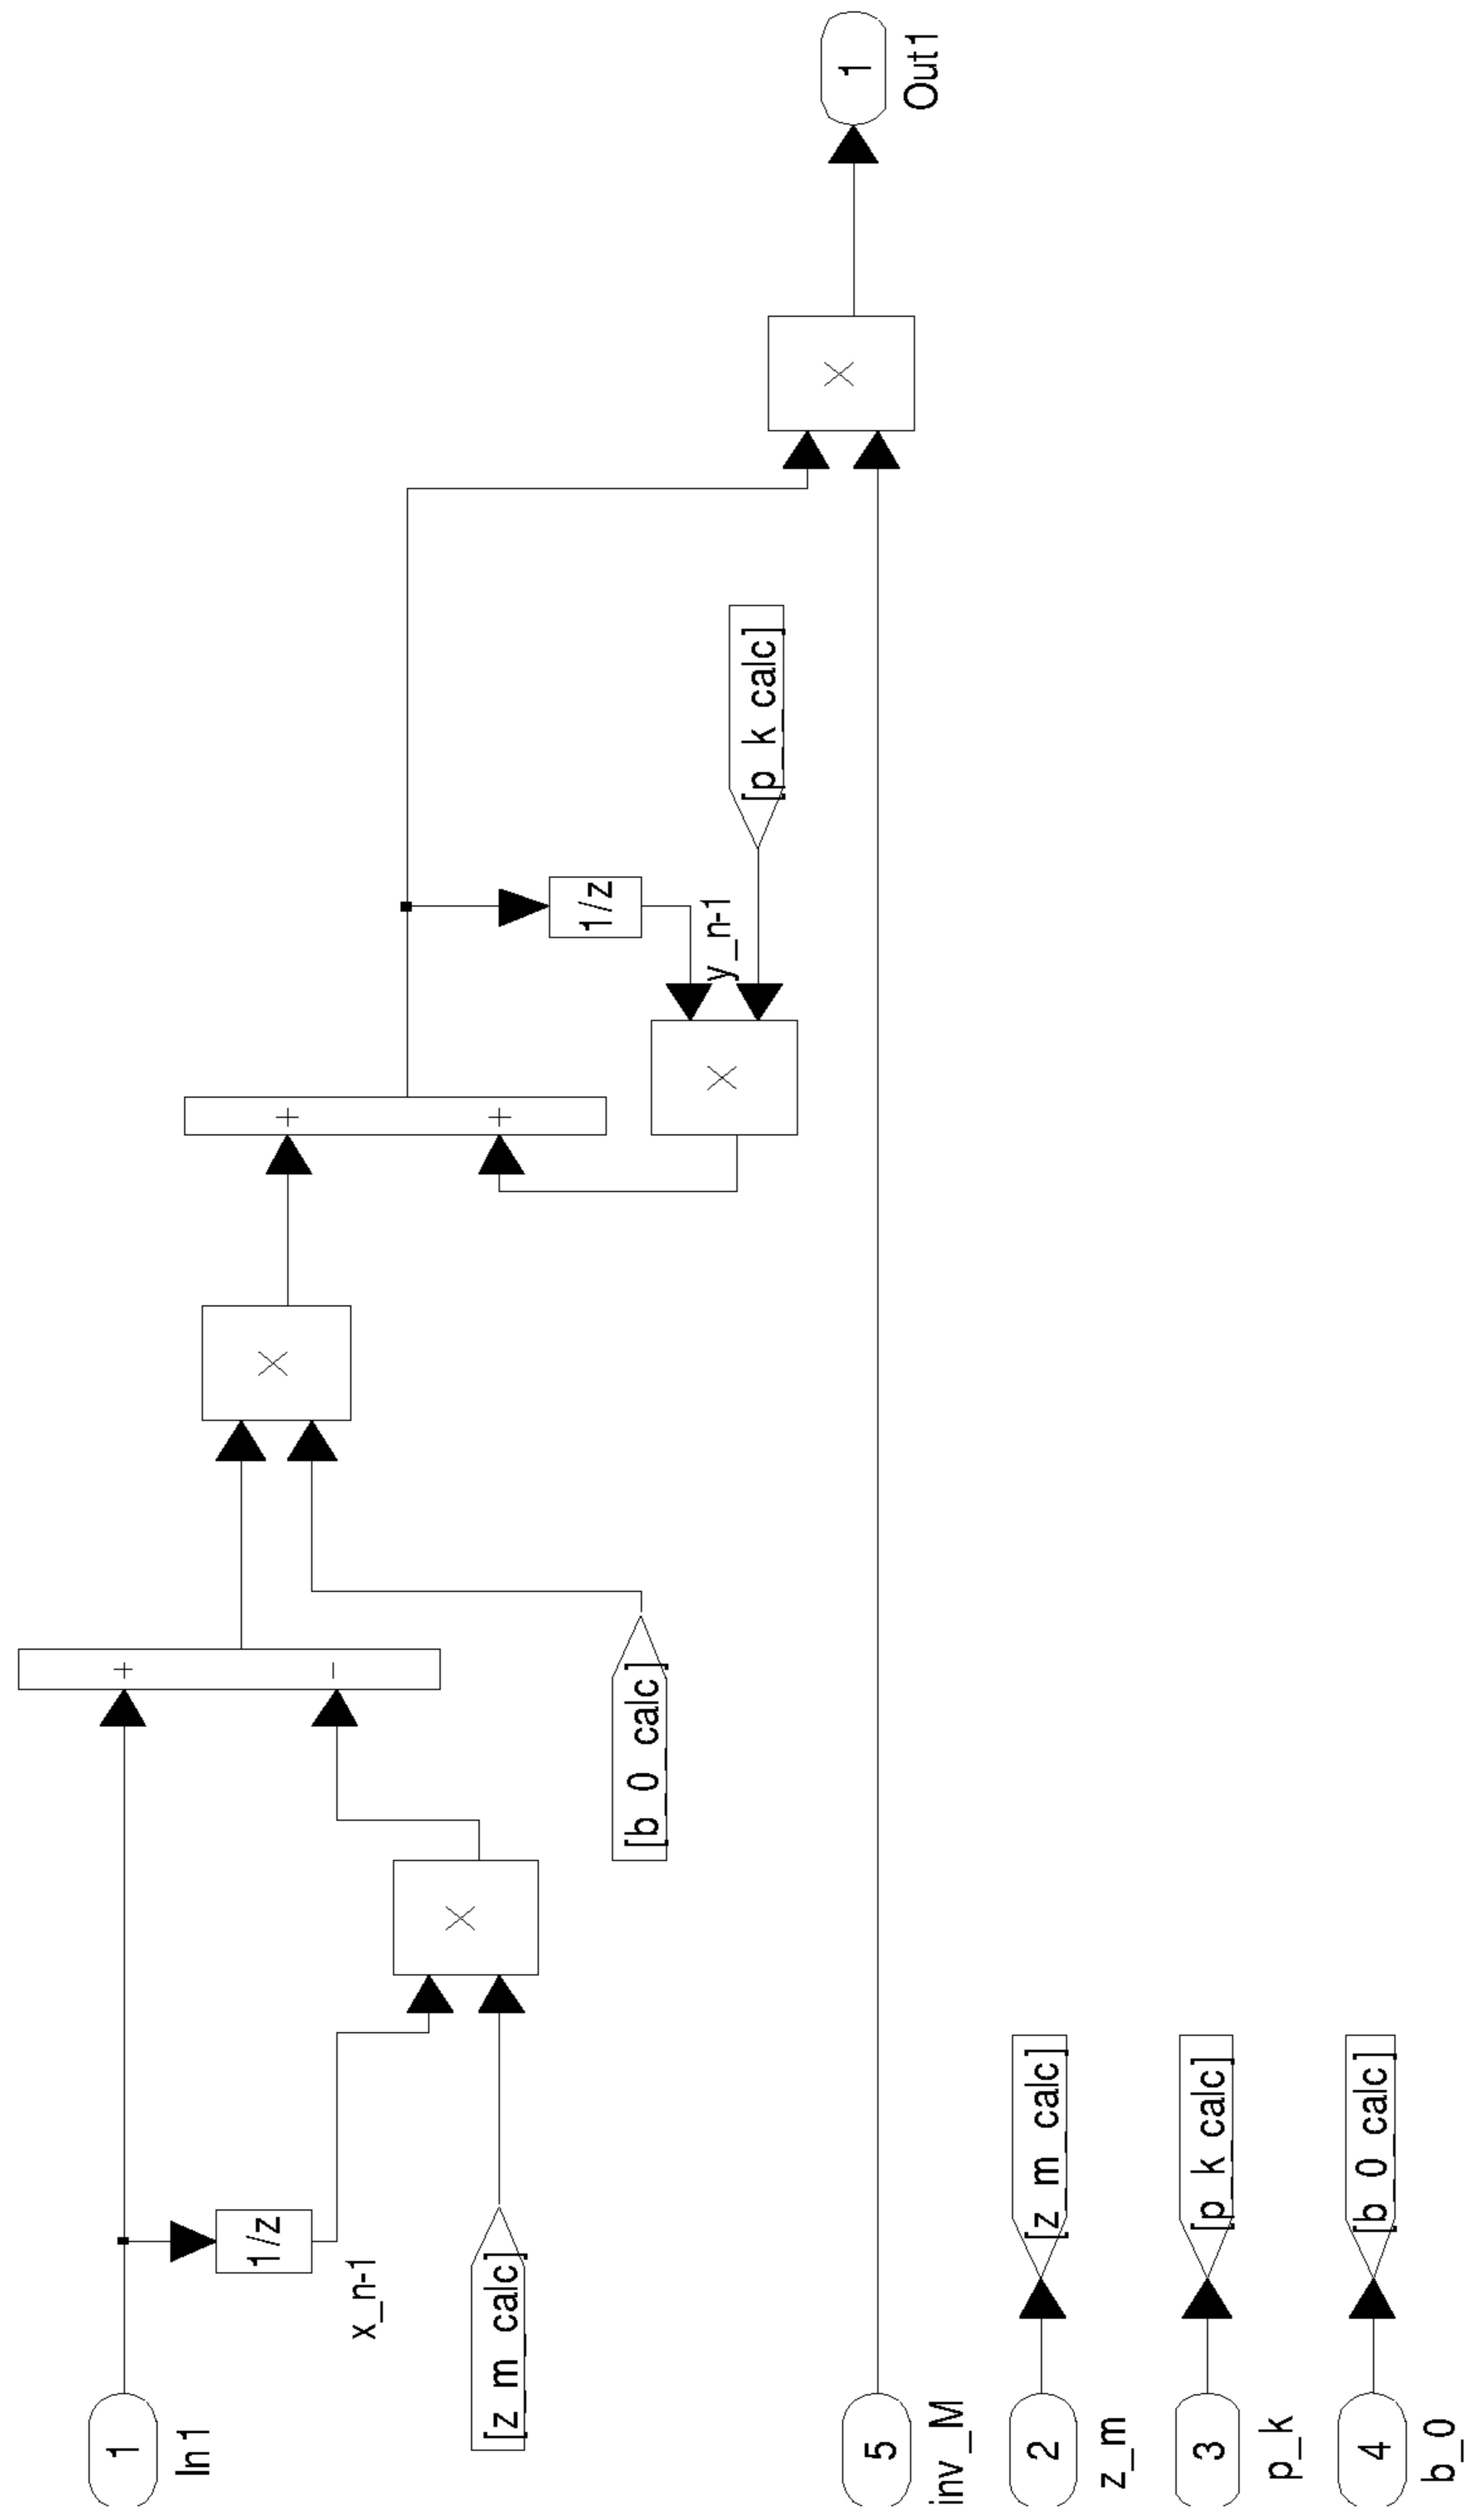 1
In1
1/z
x_n-1
[z_m_calc]
×
+
−
[b_0_calc]
×
+
+
×
1/z
y_n-1
[p_k_calc]
×
1
Out1
5
inv_M
2
z_m
[z_m_calc]
3
p_k
[p_k_calc]
4
b_0
[b_0_calc]